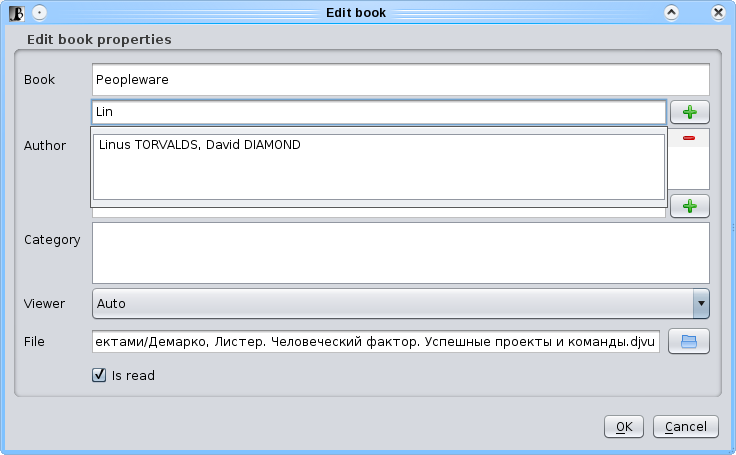 Edit book
Edit book properties
Book
Peopleware
Lin
Author
Linus TORVALDS, David DIAMOND
Category
Viewer
Auto
File
ектами/Демарко, Листер. Человеческий фактор. Успешные проекты и команды.djvu
Is read
OK
Cancel